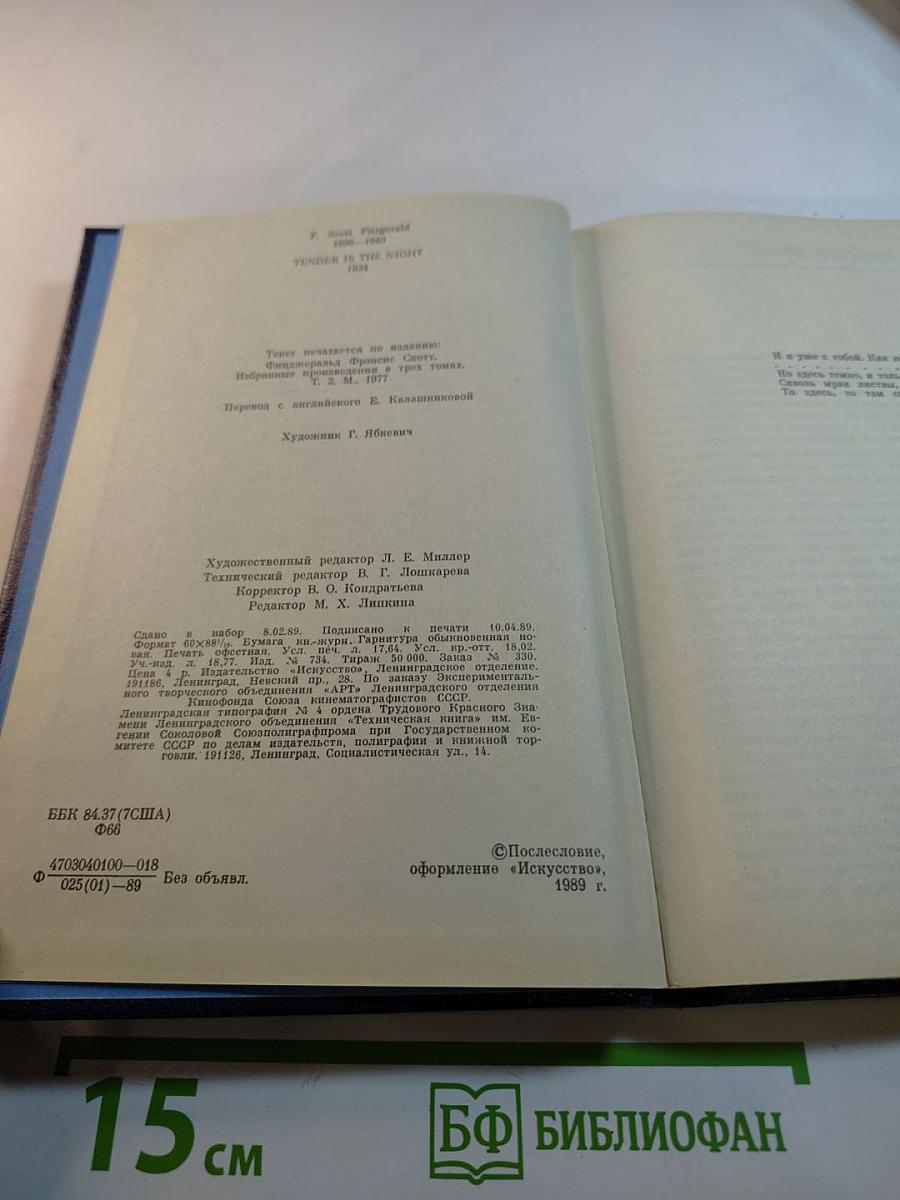 F. Scott Fitzgerald
1896—1940
TENDER IS THE NIGHT
1934
Текст печатается по изданию:
Фицджеральд Фрэнсис Скотт.
Избранные произведения в трех томах.
Т. 2. М., 1977
Перевод с английского Е. Калашниковой
Художник Г. Ябкевич
Художественный редактор Л. Е. Миллер
Технический редактор В. Г. Лошкарева
Корректор В. О. Кондратьева
Редактор М. Х. Липкина
Сдано в набор 8.02.89. Подписано к печати 10.04.89.
Формат 60×88¹/₁₆. Бумага кн.-журн. Гарнитура обыкновенная но-
вая. Печать офсетная. Усл. печ. л. 17,64. Усл. кр.-отт. 18,02.
Уч.-изд. л. 18,77. Изд. № 734. Тираж 50 000. Заказ № 330.
Цена 4 р. Издательство «Искусство», Ленинградское отделение.
191186, Ленинград, Невский пр., 28. По заказу Эксперименталь-
ного творческого объединения «АРТ» Ленинградского отделения
Кинофонда Союза кинематографистов СССР.
Ленинградская типография № 4 ордена Трудового Красного Зна-
мени Ленинградского объединения «Техническая книга» им. Ев-
гении Соколовой Союзполиграфпрома при Государственном ко-
митете СССР по делам издательств, полиграфии и книжной тор-
говли. 191126, Ленинград, Социалистическая ул., 14.
ББК 84.37(7США)
Ф66
Ф 4703040100—018
025(01)—89 Без объявл.
©Послесловие,
оформление «Искусство»,
1989 г.
И я уже с тобой. Как
Но здесь темно, и
Сквозь мрак листвы,
То здесь, то там
15 см
БФ БИБЛИОФАН